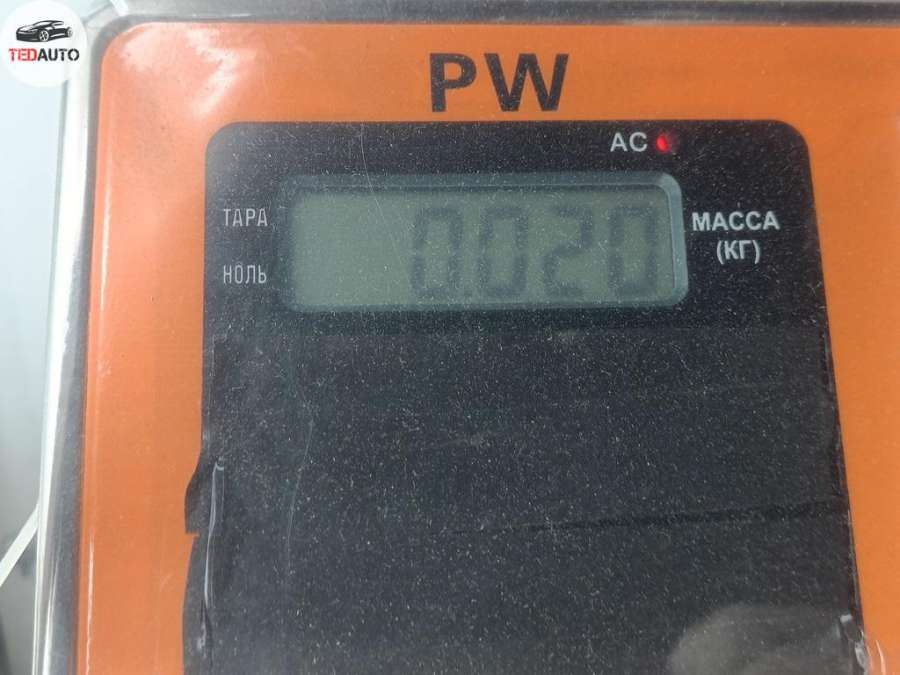 TEDAUTO
PW
AC
ТАРА
0.020
МАССА
(КГ)
НОЛЬ